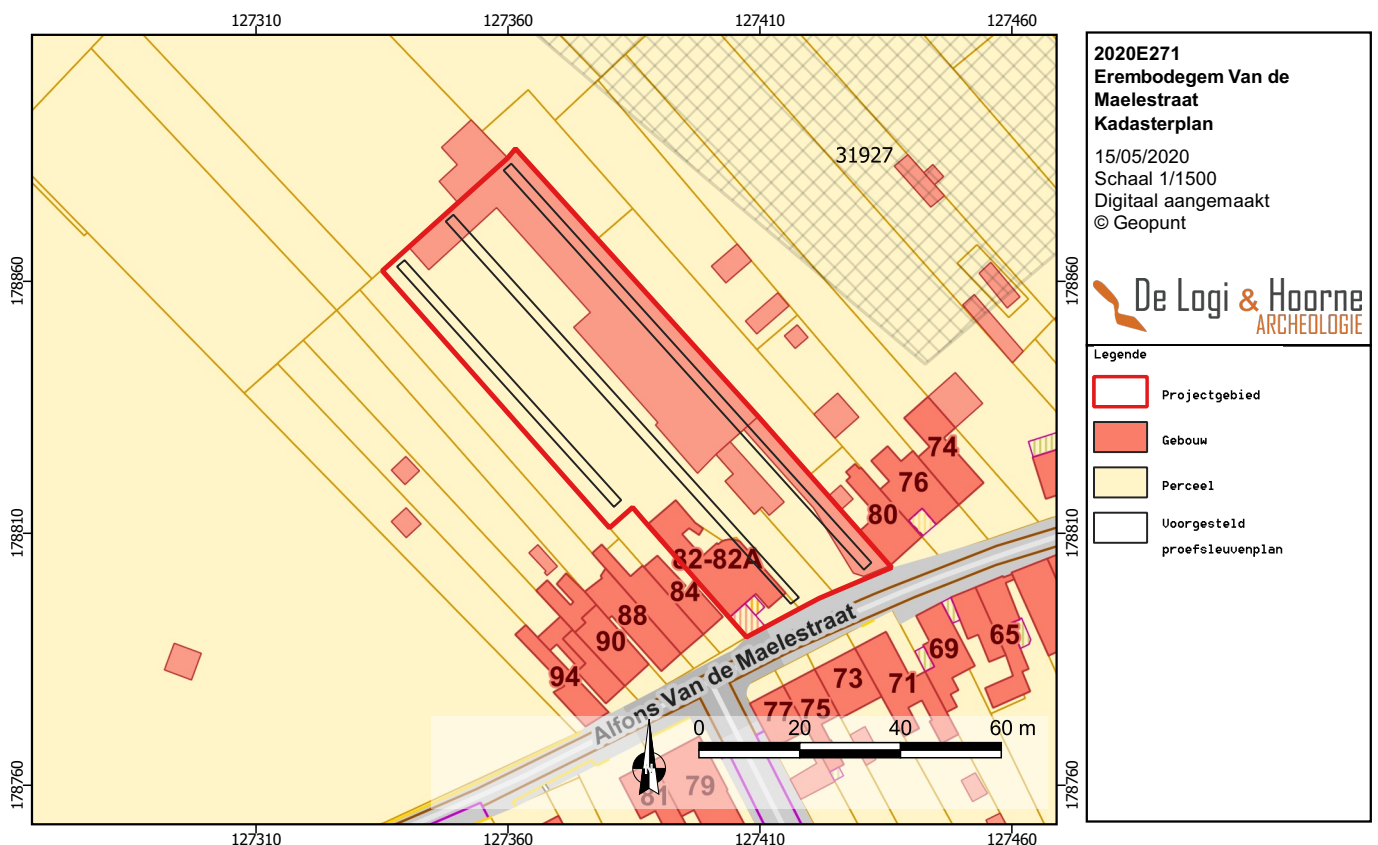 127310 127360 127410 127460
2020E271
Erembodegem Van de
Maelestraat
Kadasterplan
15/05/2020
Schaal 1/1500
Digitaal aangemaakt
© Geopunt
De Logi & Hoorne
ARCHEOLOGIE
Legende
Projectgebied
Gebouw
Perceel
Voorgesteld
proefsleuvenplan
31927
178860 178860
74
76
80
178810 178810
82-82A
84
88
90
94
65
69
71
73
75
77
79
81
Alfons Van de Maelestraat
0 20 40 60 m
N
178760 178760
127310 127360 127410 127460